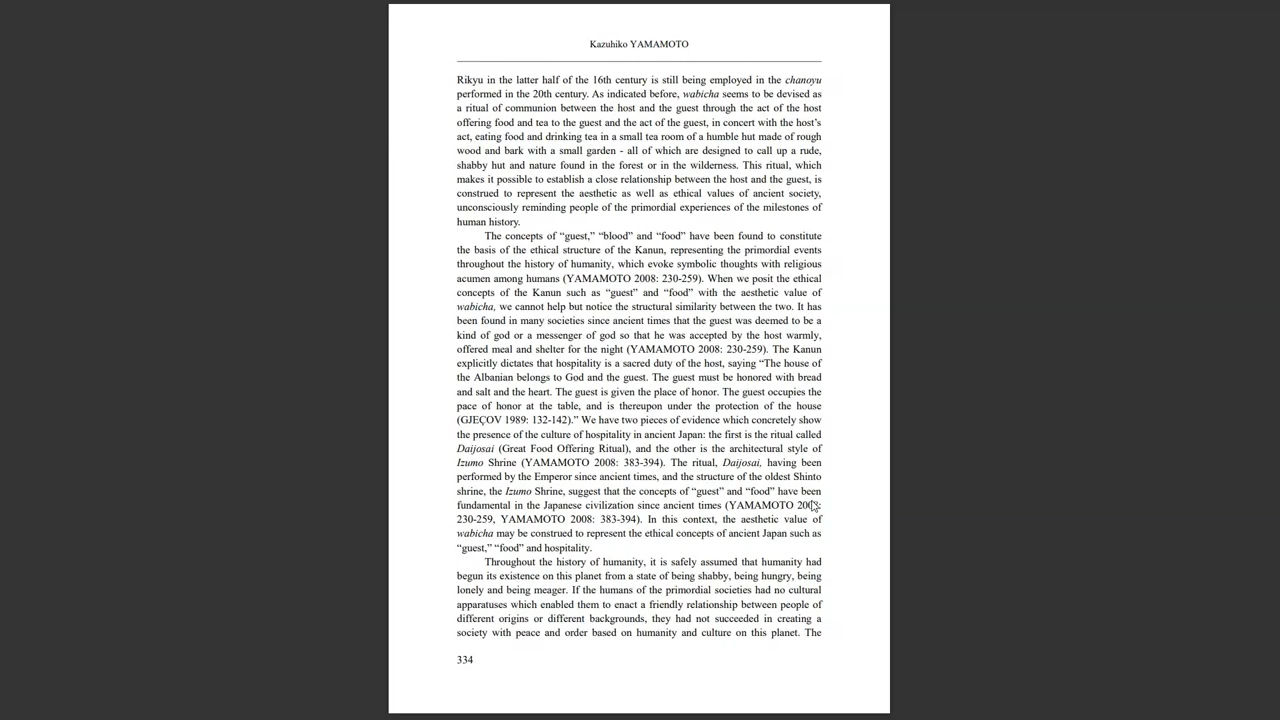 Kazuhiko YAMAMOTO
Rikyu in the latter half of the 16th century is still being employed in the chanoyu
performed in the 20th century. As indicated before, wabicha seems to be devised as
a ritual of communion between the host and the guest through the act of the host
offering food and tea to the guest and the act of the guest, in concert with the host's
act, eating food and drinking tea in a small tea room of a humble hut made of rough
wood and bark with a small garden - all of which are designed to call up a rude,
shabby hut and nature found in the forest or in the wilderness. This ritual, which
makes it possible to establish a close relationship between the host and the guest, is
construed to represent the aesthetic as well as ethical values of ancient society,
unconsciously reminding people of the primordial experiences of the milestones of
human history.
The concepts of “guest,” “blood” and “food” have been found to constitute
the basis of the ethical structure of the Kanun, representing the primordial events
throughout the history of humanity, which evoke symbolic thoughts with religious
acumen among humans (YAMAMOTO 2008: 230-259). When we posit the ethical
concepts of the Kanun such as “guest” and “food” with the aesthetic value of
wabicha, we cannot help but notice the structural similarity between the two. It has
been found in many societies since ancient times that the guest was deemed to be a
kind of god or a messenger of god so that he was accepted by the host warmly,
offered meal and shelter for the night (YAMAMOTO 2008: 230-259). The Kanun
explicitly dictates that hospitality is a sacred duty of the host, saying “The house of
the Albanian belongs to God and the guest. The guest must be honored with bread
and salt and the heart. The guest is given the place of honor. The guest occupies the
pace of honor at the table, and is thereupon under the protection of the house
(GJEÇOV 1989: 132-142).” We have two pieces of evidence which concretely show
the presence of the culture of hospitality in ancient Japan: the first is the ritual called
Daijosai (Great Food Offering Ritual), and the other is the architectural style of
Izumo Shrine (YAMAMOTO 2008: 383-394). The ritual, Daijosai, having been
performed by the Emperor since ancient times, and the structure of the oldest Shinto
shrine, the Izumo Shrine, suggest that the concepts of “guest” and “food” have been
fundamental in the Japanese civilization since ancient times (YAMAMOTO
230-259, YAMAMOTO 2008: 383-394). In this context, the aesthetic value of
wabicha may be construed to represent the ethical concepts of ancient Japan such as
“guest,” “food” and hospitality.
Throughout the history of humanity, it is safely assumed that humanity had
begun its existence on this planet from a state of being shabby, being hungry, being
lonely and being meager. If the humans of the primordial societies had no cultural
apparatuses which enabled them to enact a friendly relationship between people of
different origins or different backgrounds, they had not succeeded in creating a
society with peace and order based on humanity and culture on this planet. The
334